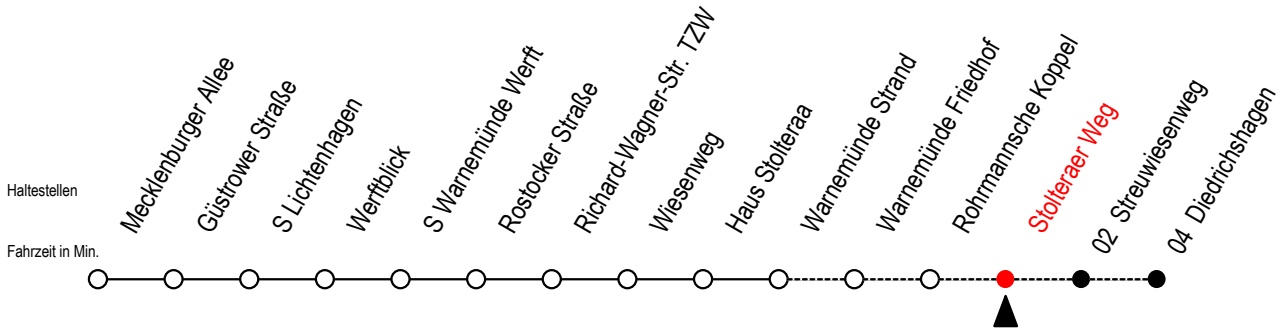 Haltestellen
Fahrzeit in Min.
Mecklenburger Allee
Güstrower Straße
S Lichtenhagen
Werftblick
S Warnemünde Werft
Rostocker Straße
Richard-Wagner-Str. TZW
Wiesenweg
Haus Stolteraa
Warnemünde Strand
Warnemünde Friedhof
Rohrmannsche Koppel
Stolteraer Weg
02 Streuwiesenweg
04 Diedrichshagen